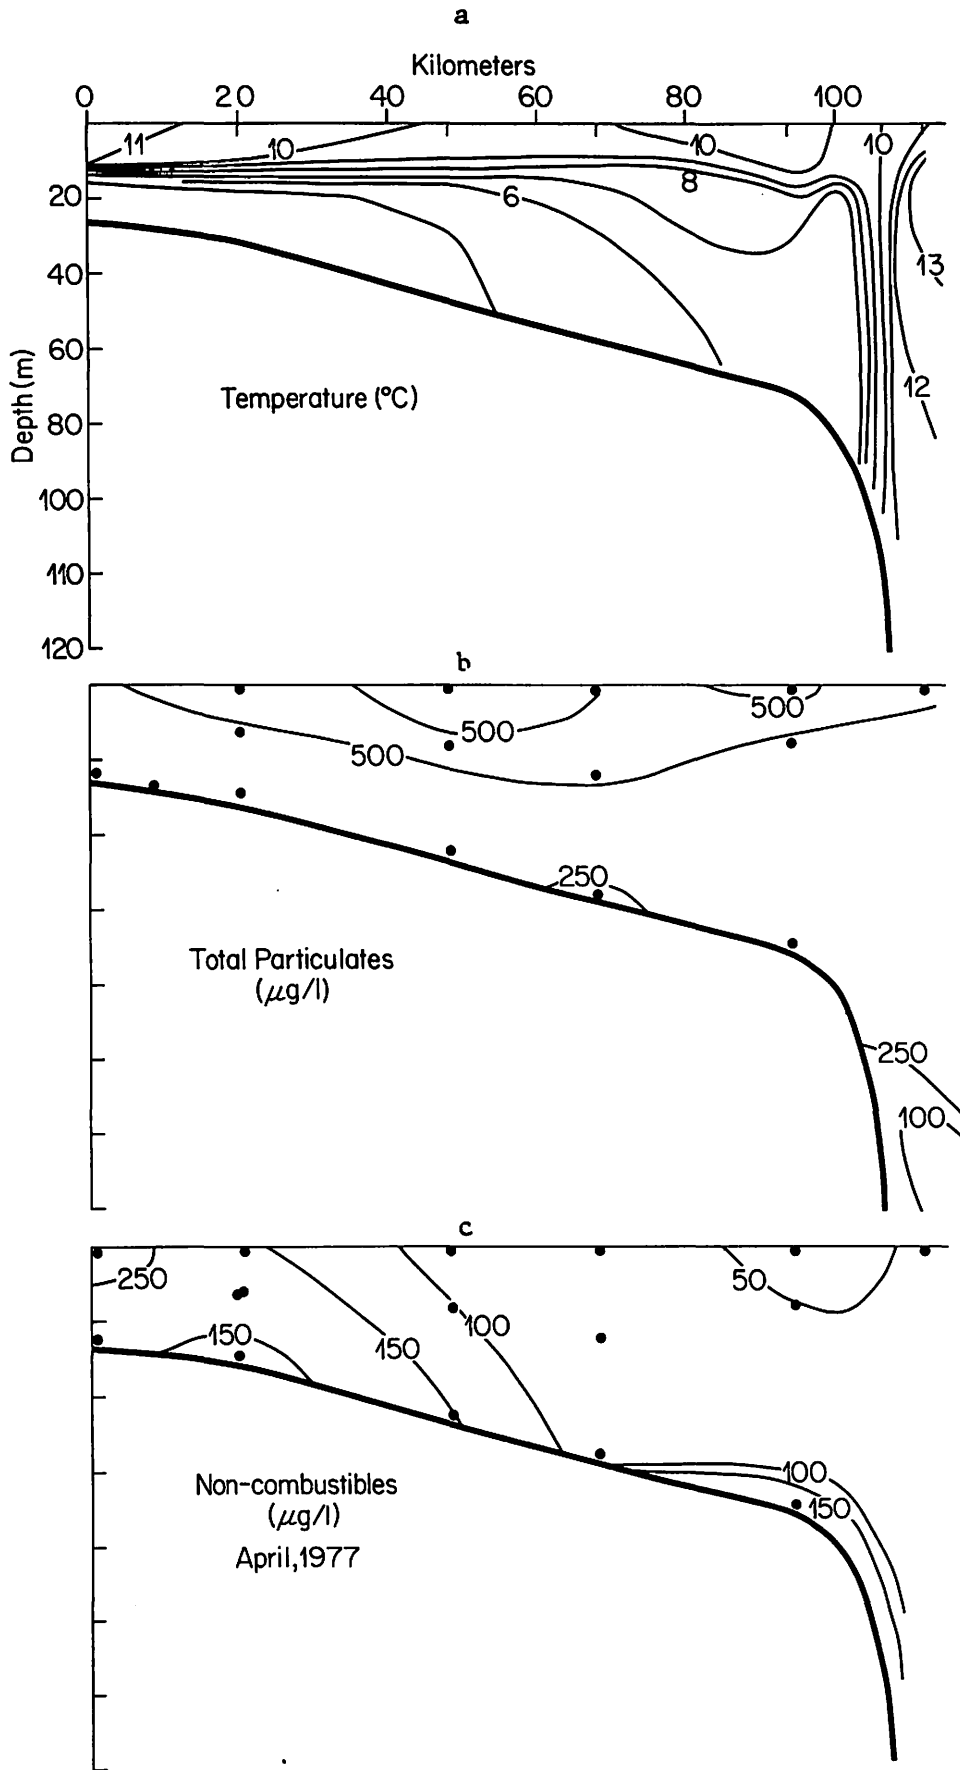 a
Kilometers
0 20 40 60 80 100
11 10 10 10
8
20
6
40
13
60
Depth (m)
12
Temperature (°C)
80
100
110
120
b
500
500
500
250
Total Particulates
(μg/l)
250
100
c
250
50
150
100
150
100
Non-combustibles
150
(μg/l)
April, 1977